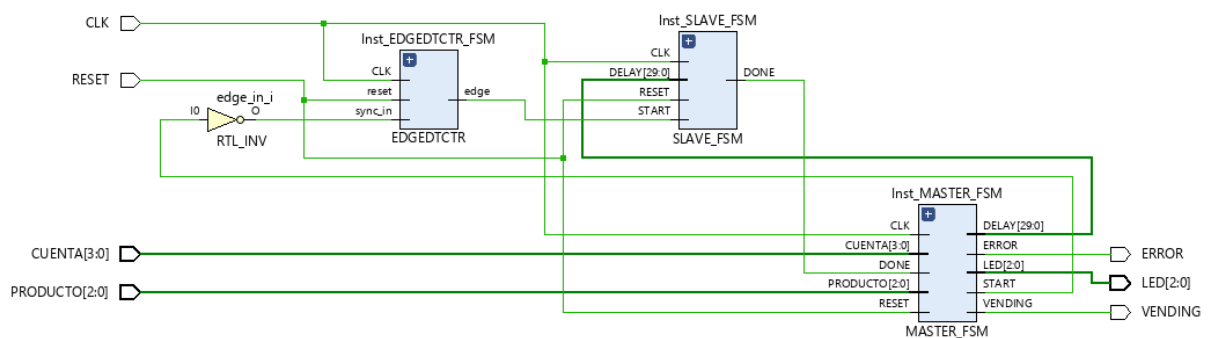 CLK
RESET
I0
edge_in_i
O
RTL_INV
Inst_EDGEDTCTR_FSM
CLK
reset
sync_in
edge
EDGEDTCTR
Inst_SLAVE_FSM
CLK
DELAY[29:0]
RESET
START
DONE
SLAVE_FSM
CUENTA[3:0]
PRODUCTO[2:0]
Inst_MASTER_FSM
CLK
CUENTA[3:0]
DONE
PRODUCTO[2:0]
RESET
DELAY[29:0]
ERROR
LED[2:0]
START
VENDING
MASTER_FSM
ERROR
LED[2:0]
VENDING